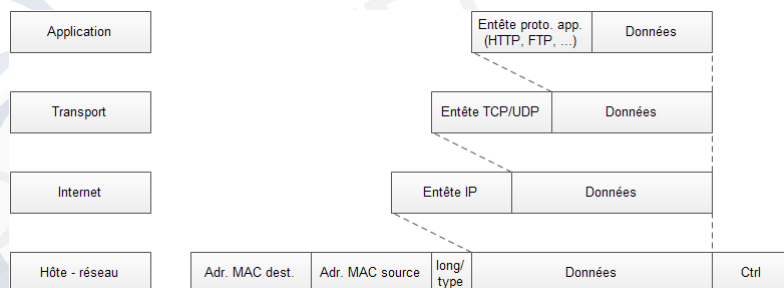 Application
Entête proto. app.
(HTTP, FTP, ...)
Données
Transport
Entête TCP/UDP
Données
Internet
Entête IP
Données
Hôte - réseau
Adr. MAC dest.
Adr. MAC source
long/
type
Données
Ctrl